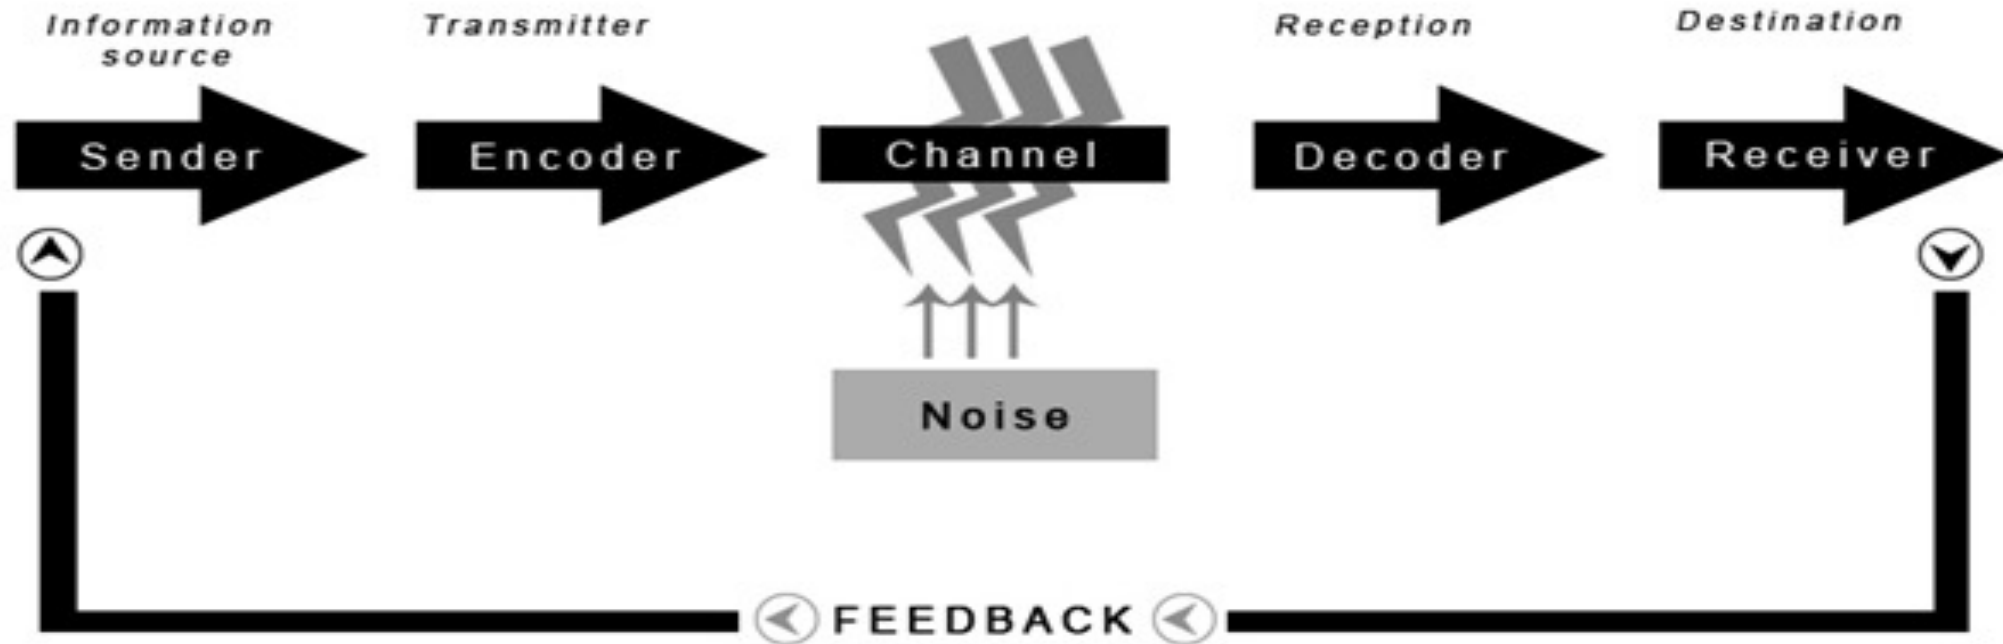 Information
source
Transmitter
Reception
Destination
Sender
Encoder
Channel
Decoder
Receiver
Noise
FEEDBACK